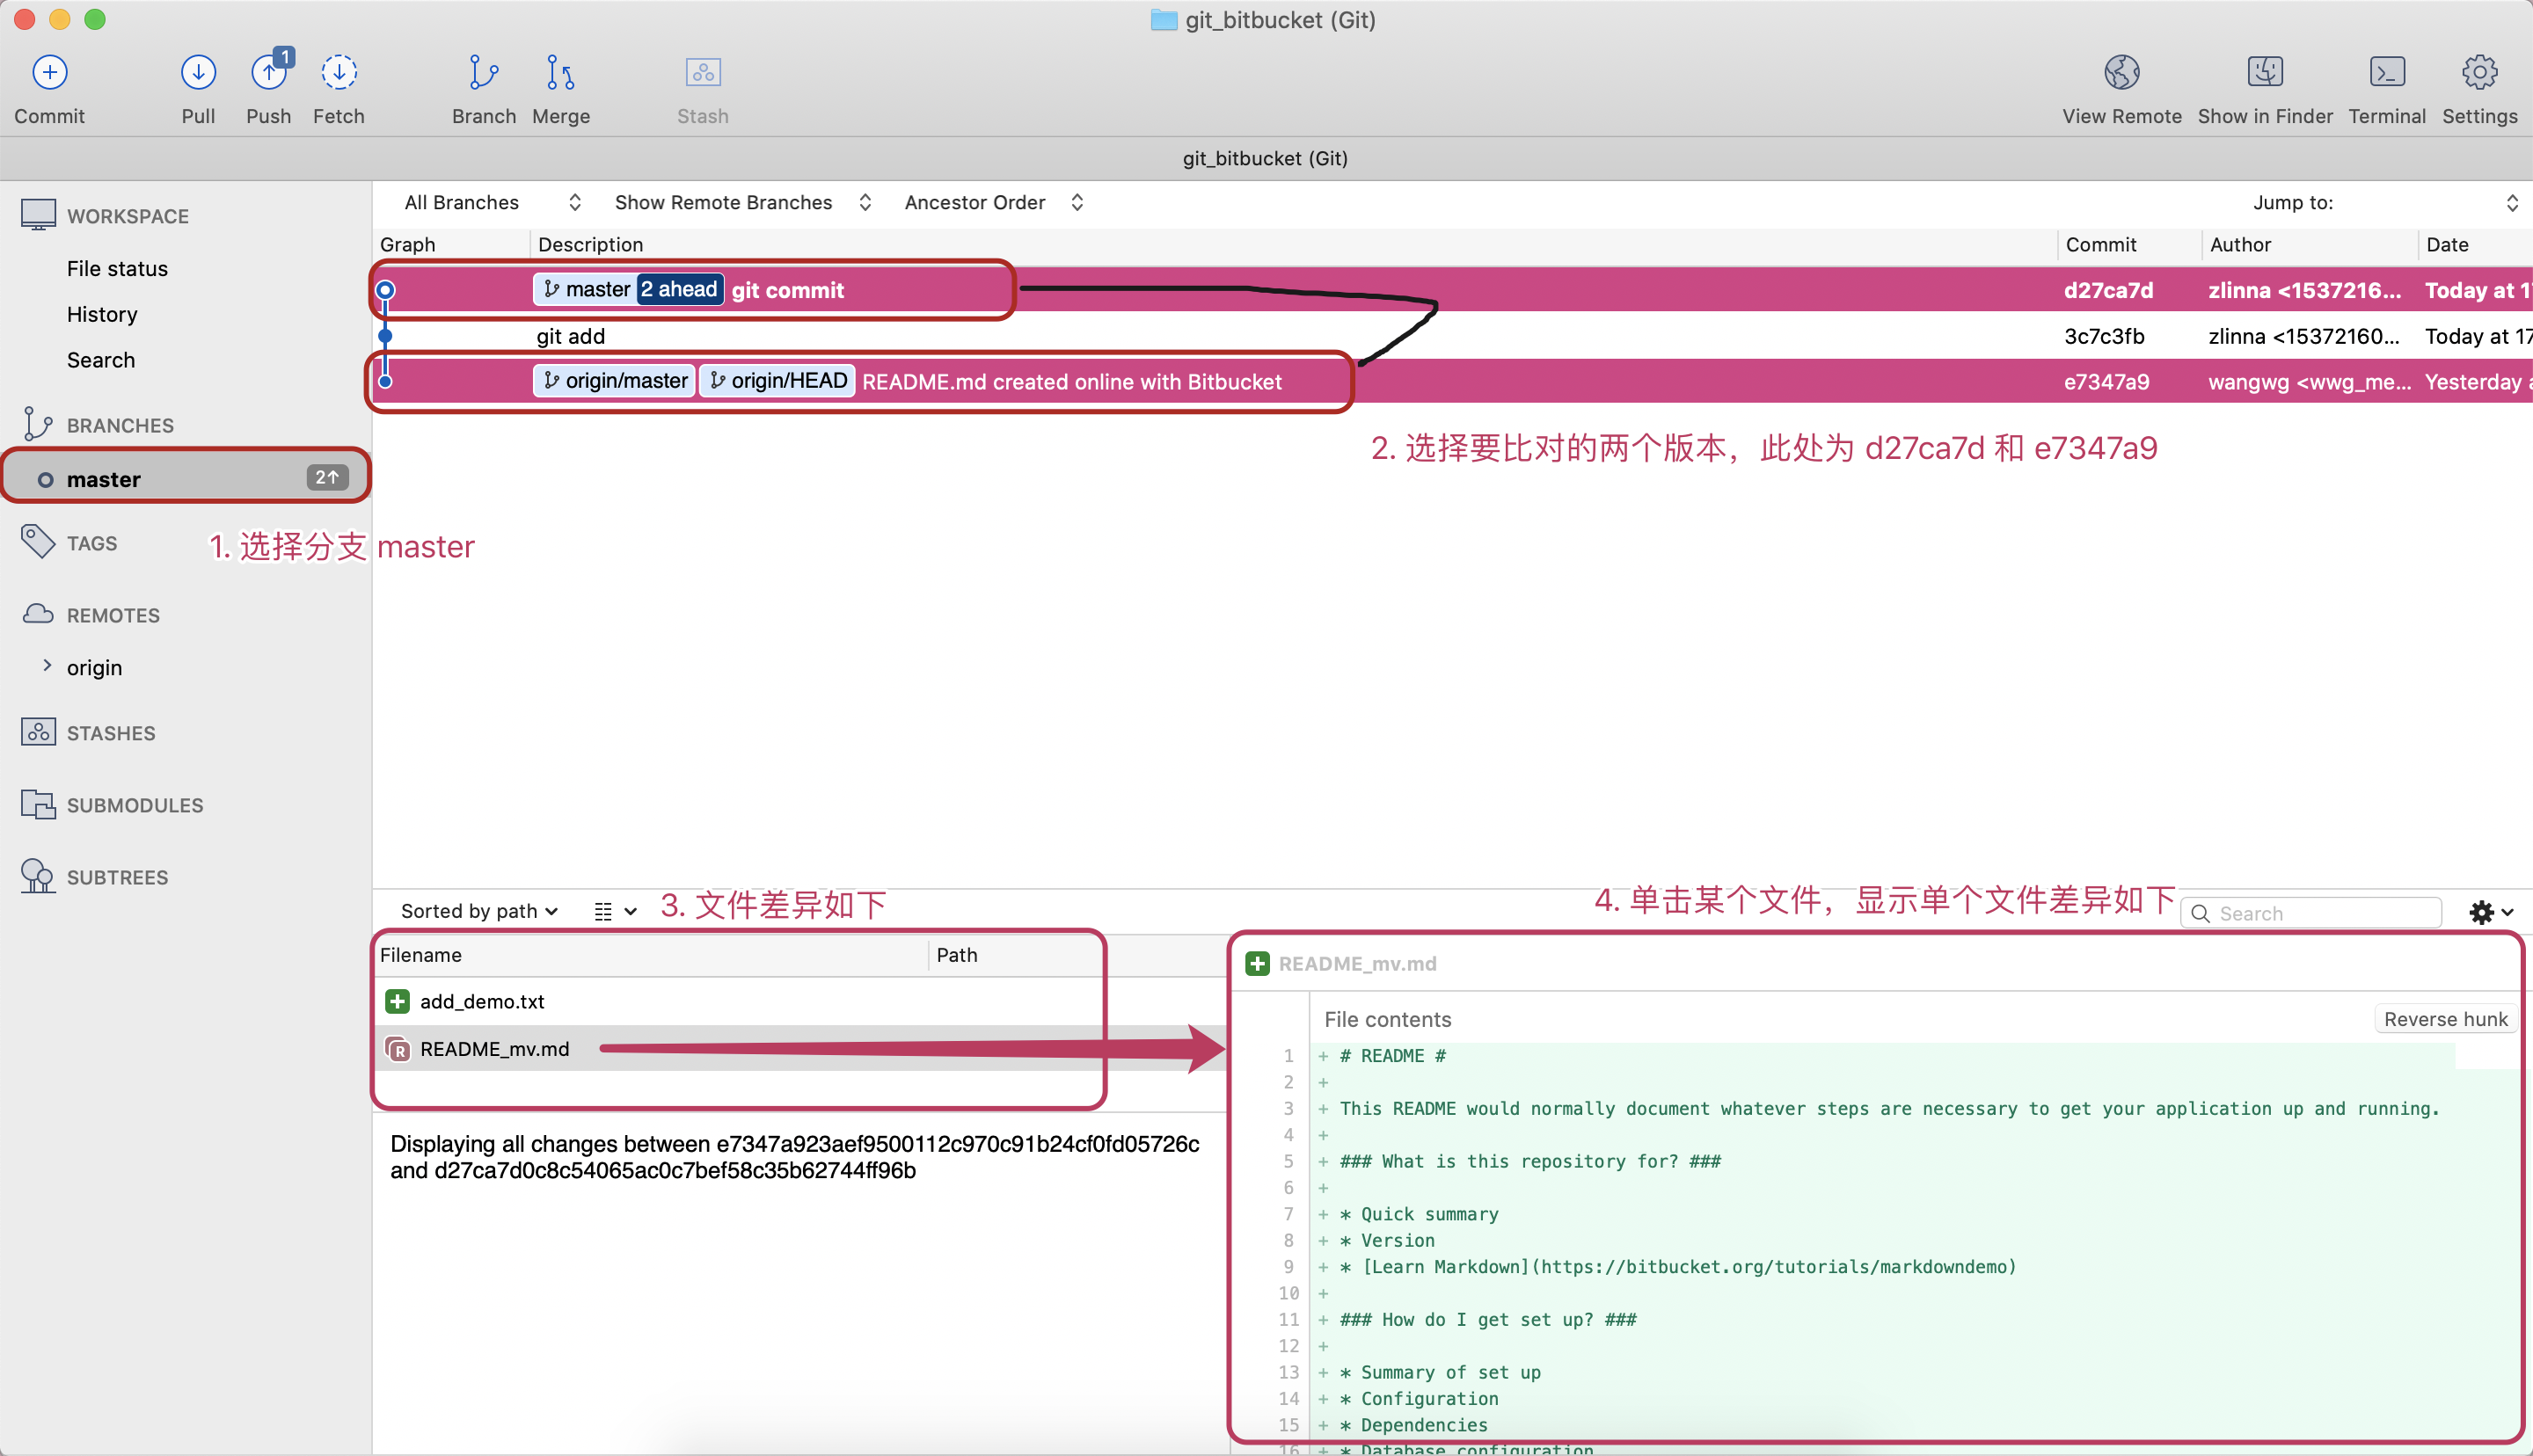 git_bitbucket (Git)
Commit
Pull
1
Push
Fetch
Branch
Merge
Stash
View Remote
Show in Finder
Terminal
Settings
git_bitbucket (Git)
WORKSPACE
File status
History
Search
BRANCHES
master 2↑
TAGS
1. 选择分支 master
REMOTES
origin
STASHES
SUBMODULES
SUBTREES
All Branches Show Remote Branches Ancestor Order Jump to:
Graph Description Commit Author Date
master 2 ahead git commit d27ca7d zlinna <1537216... Today at 1
git add 3c7c3fb zlinna <15372160... Today at 17
origin/master origin/HEAD README.md created online with Bitbucket e7347a9 wangwg <wwg_me... Yesterday
2. 选择要比对的两个版本，此处为 d27ca7d 和 e7347a9
Sorted by path
3. 文件差异如下
4. 单击某个文件，显示单个文件差异如下
Search
Filename Path
add_demo.txt
R README_mv.md
Displaying all changes between e7347a923aef9500112c970c91b24cf0fd05726c
and d27ca7d0c8c54065ac0c7bef58c35b62744ff96b
README_mv.md
File contents Reverse hunk
1 + # README #
2 +
3 + This README would normally document whatever steps are necessary to get your application up and running.
4 +
5 + ### What is this repository for? ###
6 +
7 + * Quick summary
8 + * Version
9 + * [Learn Markdown](https://bitbucket.org/tutorials/markdowndemo)
10 +
11 + ### How do I get set up? ###
12 +
13 + * Summary of set up
14 + * Configuration
15 + * Dependencies
16 + * Database configuration